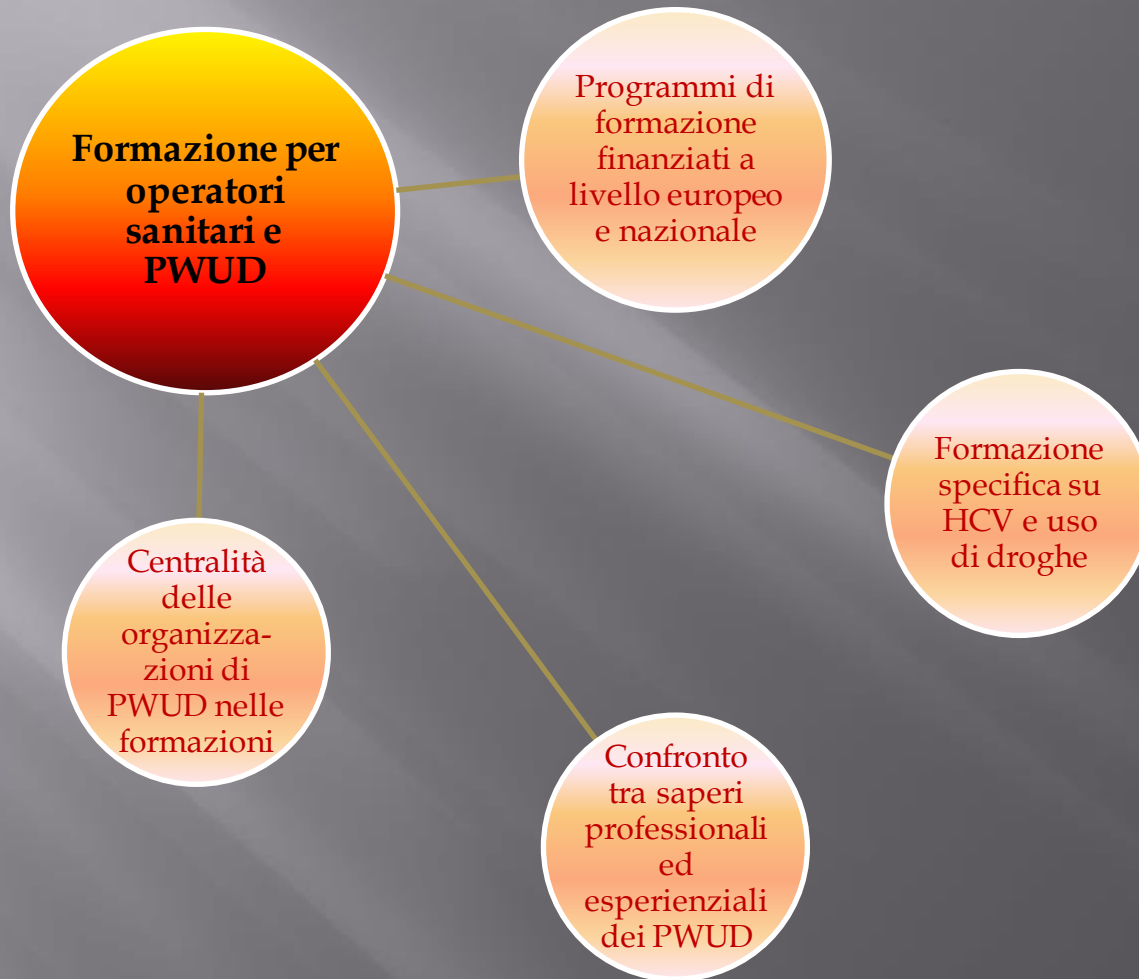 Formazione per
operatori
sanitari e
PWUD
Programmi di
formazione
finanziati a
livello europeo
e nazionale
Formazione
specifica su
HCV e uso
di droghe
Confronto
tra saperi
professionali
ed
esperienziali
dei PWUD
Centralità
delle
organizza-
zioni di
PWUD nelle
formazioni